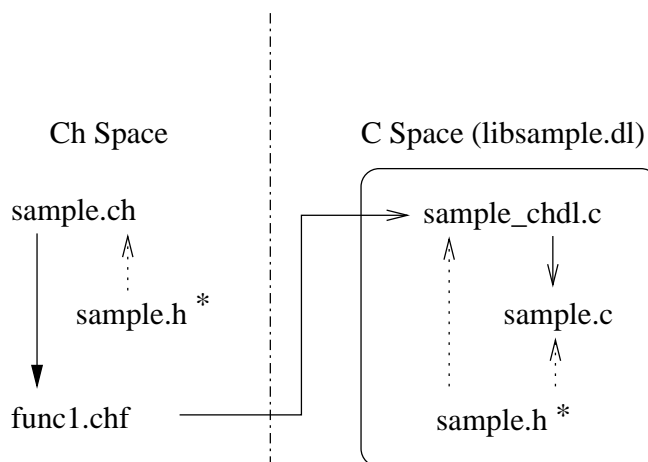 Ch Space
C Space (libsample.dl)
sample.ch
sample_chdl.c
sample.h *
sample.c
func1.chf
sample.h *